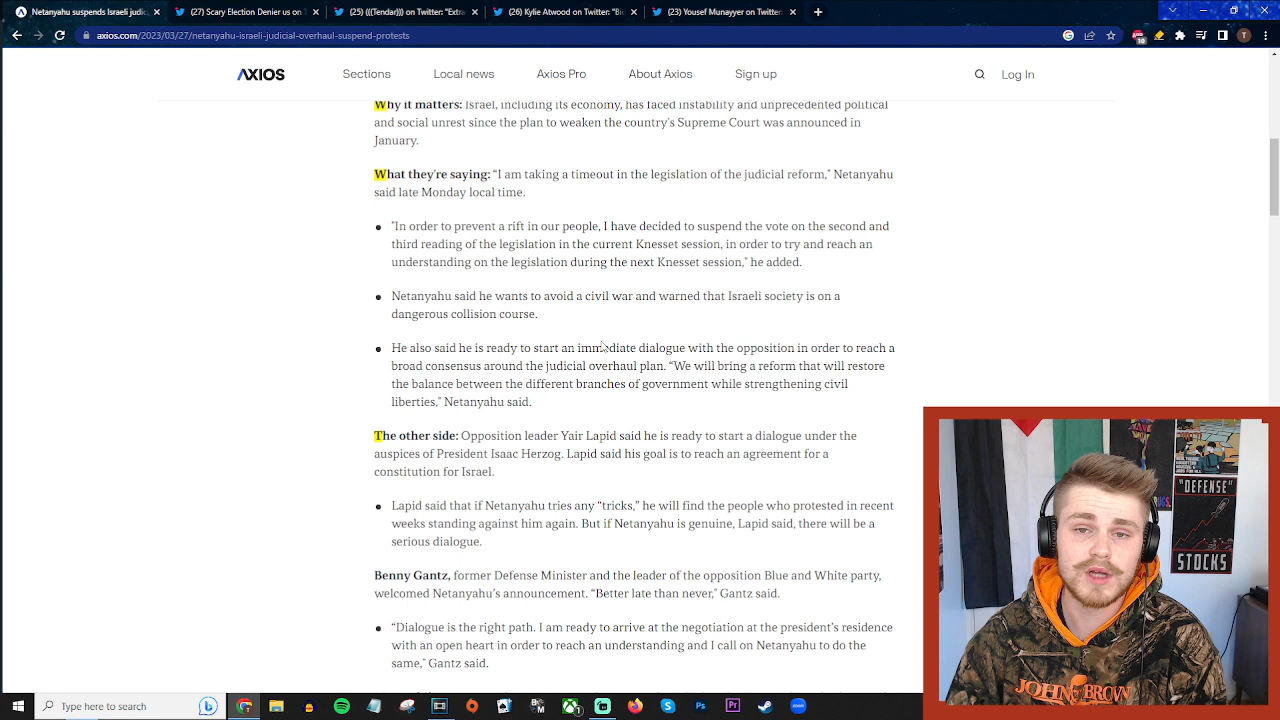 Netanyahu suspends Israeli judic
(27) Scary Election Denier us on T
(25) (((Tendar))) on Twitter: "Extra
(26) Kylie Atwood on Twitter: "Bi
(23) Yousef Munayyer on Twitter:
axios.com/2023/03/27/netanyahu-israeli-judicial-overhaul-suspend-protests
10
T
AXIOS
Sections
Local news
Axios Pro
About Axios
Sign up
Log In
Why it matters: Israel, including its economy, has faced instability and unprecedented political
and social unrest since the plan to weaken the country's Supreme Court was announced in
January.
What they're saying: “I am taking a timeout in the legislation of the judicial reform," Netanyahu
said late Monday local time.
"In order to prevent a rift in our people, I have decided to suspend the vote on the second and
third reading of the legislation in the current Knesset session, in order to try and reach an
understanding on the legislation during the next Knesset session," he added.
Netanyahu said he wants to avoid a civil war and warned that Israeli society is on a
dangerous collision course.
He also said he is ready to start an immediate dialogue with the opposition in order to reach a
broad consensus around the judicial overhaul plan. “We will bring a reform that will restore
the balance between the different branches of government while strengthening civil
liberties," Netanyahu said.
The other side: Opposition leader Yair Lapid said he is ready to start a dialogue under the
auspices of President Isaac Herzog. Lapid said his goal is to reach an agreement for a
constitution for Israel.
Lapid said that if Netanyahu tries any “tricks,” he will find the people who protested in recent
weeks standing against him again. But if Netanyahu is genuine, Lapid said, there will be a
serious dialogue.
Benny Gantz, former Defense Minister and the leader of the opposition Blue and White party,
welcomed Netanyahu’s announcement. “Better late than never," Gantz said.
“Dialogue is the right path. I am ready to arrive at the negotiation at the president’s residence
with an open heart in order to reach an understanding and I call on Netanyahu to do the
same," Gantz said.
"DEFENSE"
STOCKS
JOHN BROWN
Type here to search
Ps
Pr
zoom